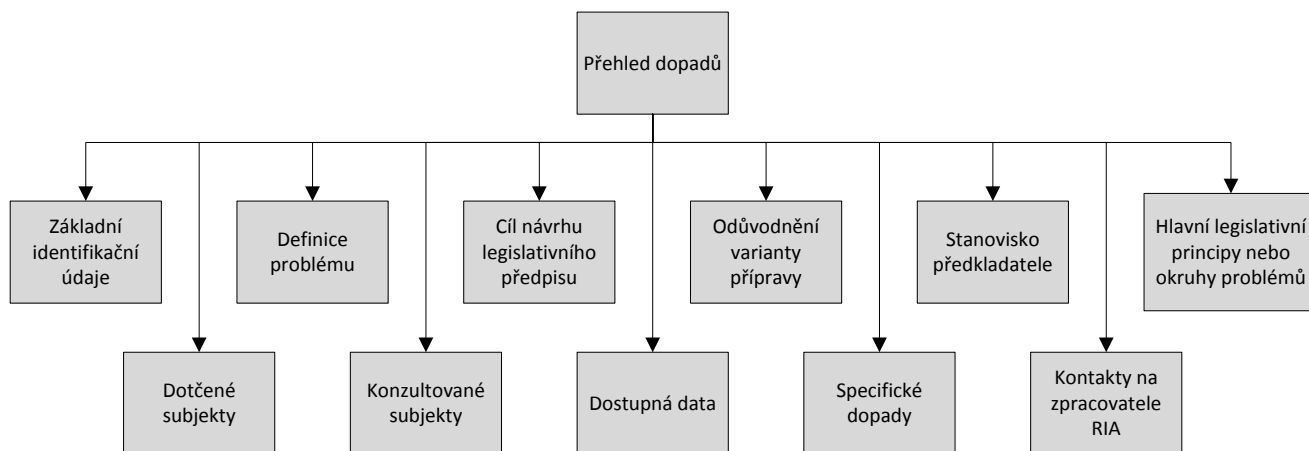 Přehled dopadů
Základní
identifikační
údaje
Definice
problému
Cíl návrhu
legislativního
předpisu
Odůvodnění
varianty
přípravy
Stanovisko
předkladatele
Hlavní legislativní
principy nebo
okruhy problémů
Dotčené
subjekty
Konzultované
subjekty
Dostupná data
Specifické
dopady
Kontakty na
zpracovatele
RIA